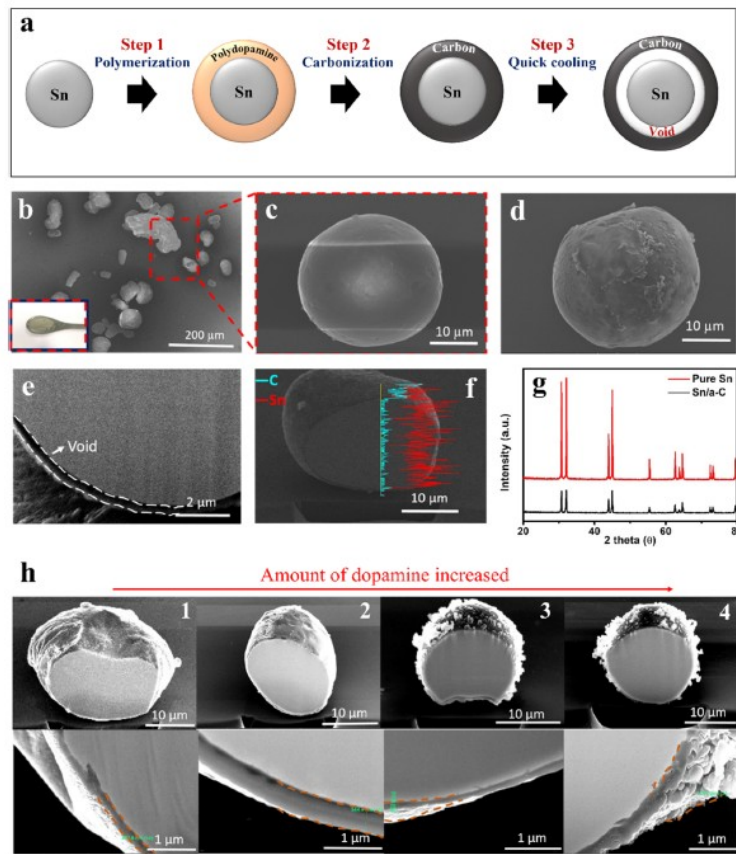 a
Step 1
Polymerization
Step 2
Carbonization
Step 3
Quick cooling
Sn
Polydopamine
Sn
Carbon
Sn
Carbon
Sn
Void
b
200 μm
c
10 μm
d
10 μm
e
Void
2 μm
f
C
Sn
10 μm
g
Pure Sn
Sn/a-C
Intensity (a.u.)
20 40 60 80
2 theta (θ)
h
Amount of dopamine increased
1
10 μm
2
10 μm
3
10 μm
4
10 μm
1 μm
1 μm
1 μm
1 μm